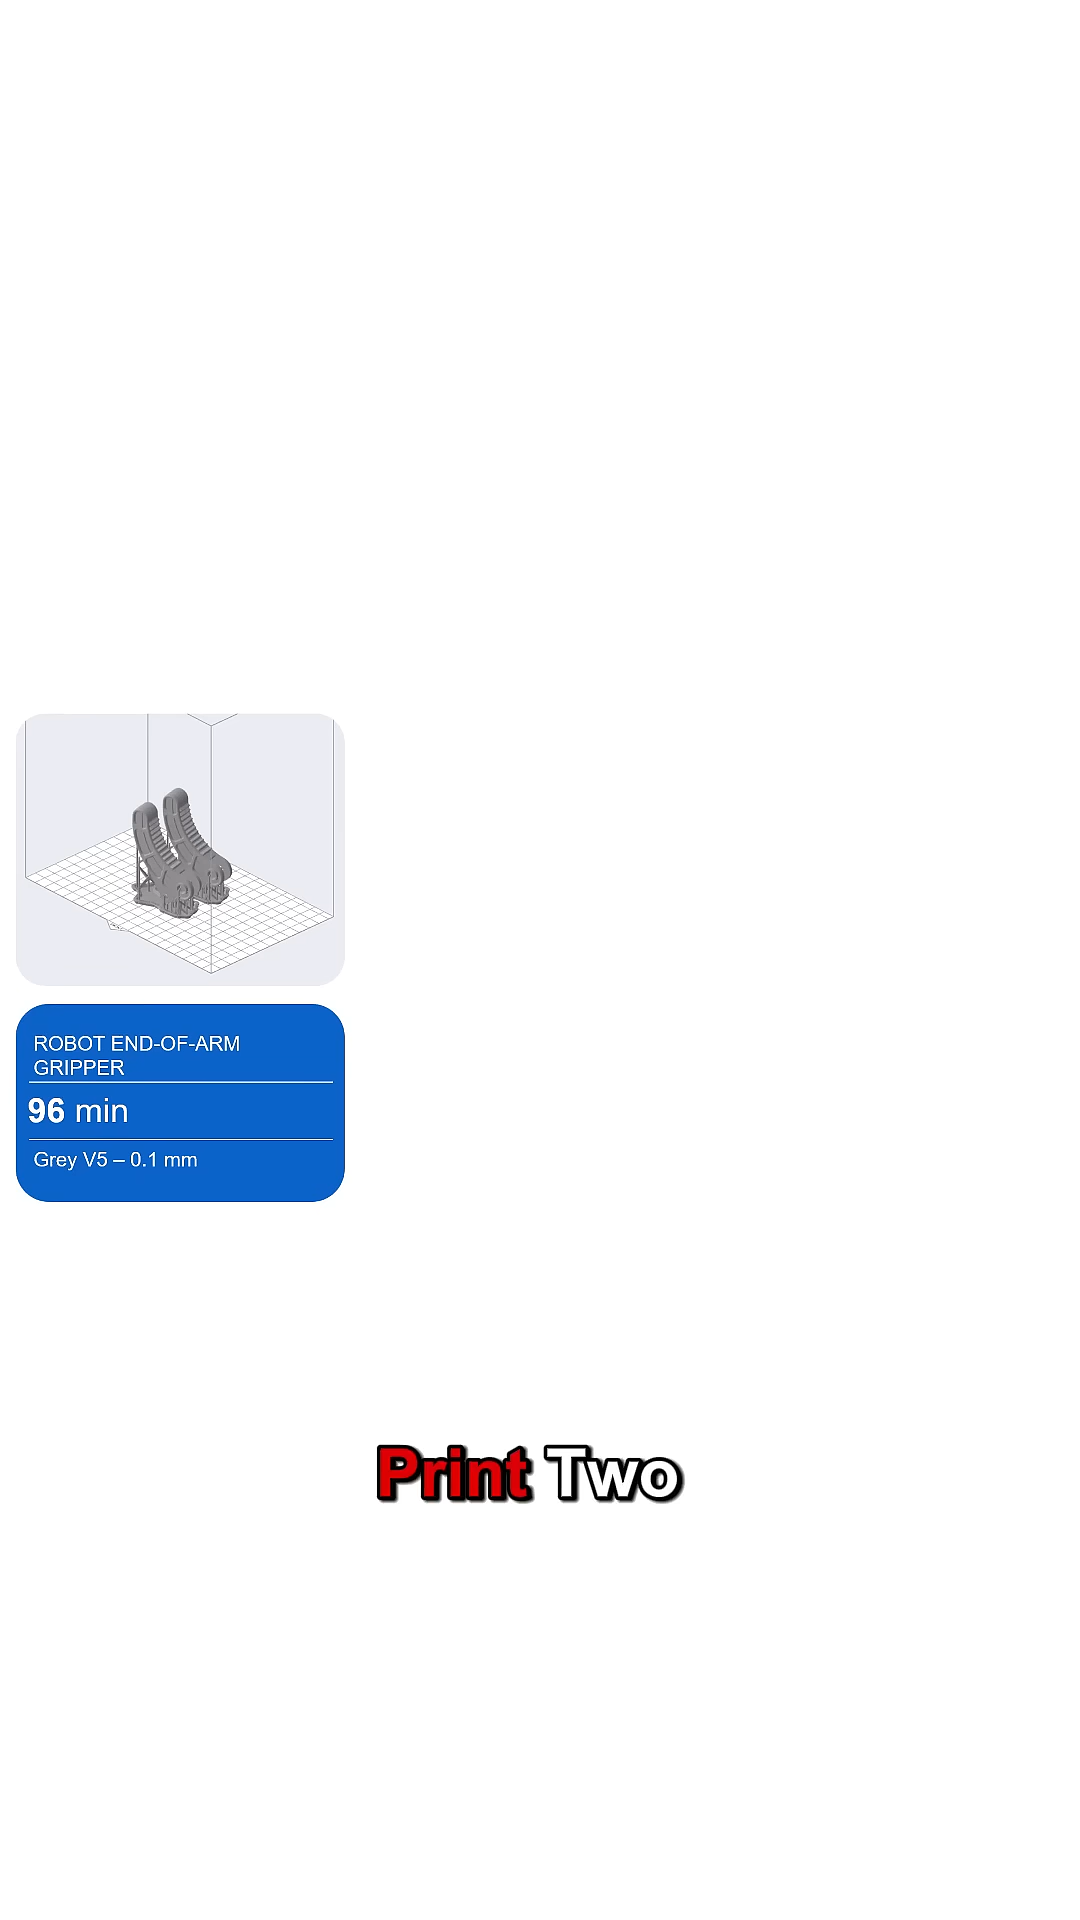 ROBOT END-OF-ARM
GRIPPER
96 min
Grey V5 – 0.1 mm
Print Two